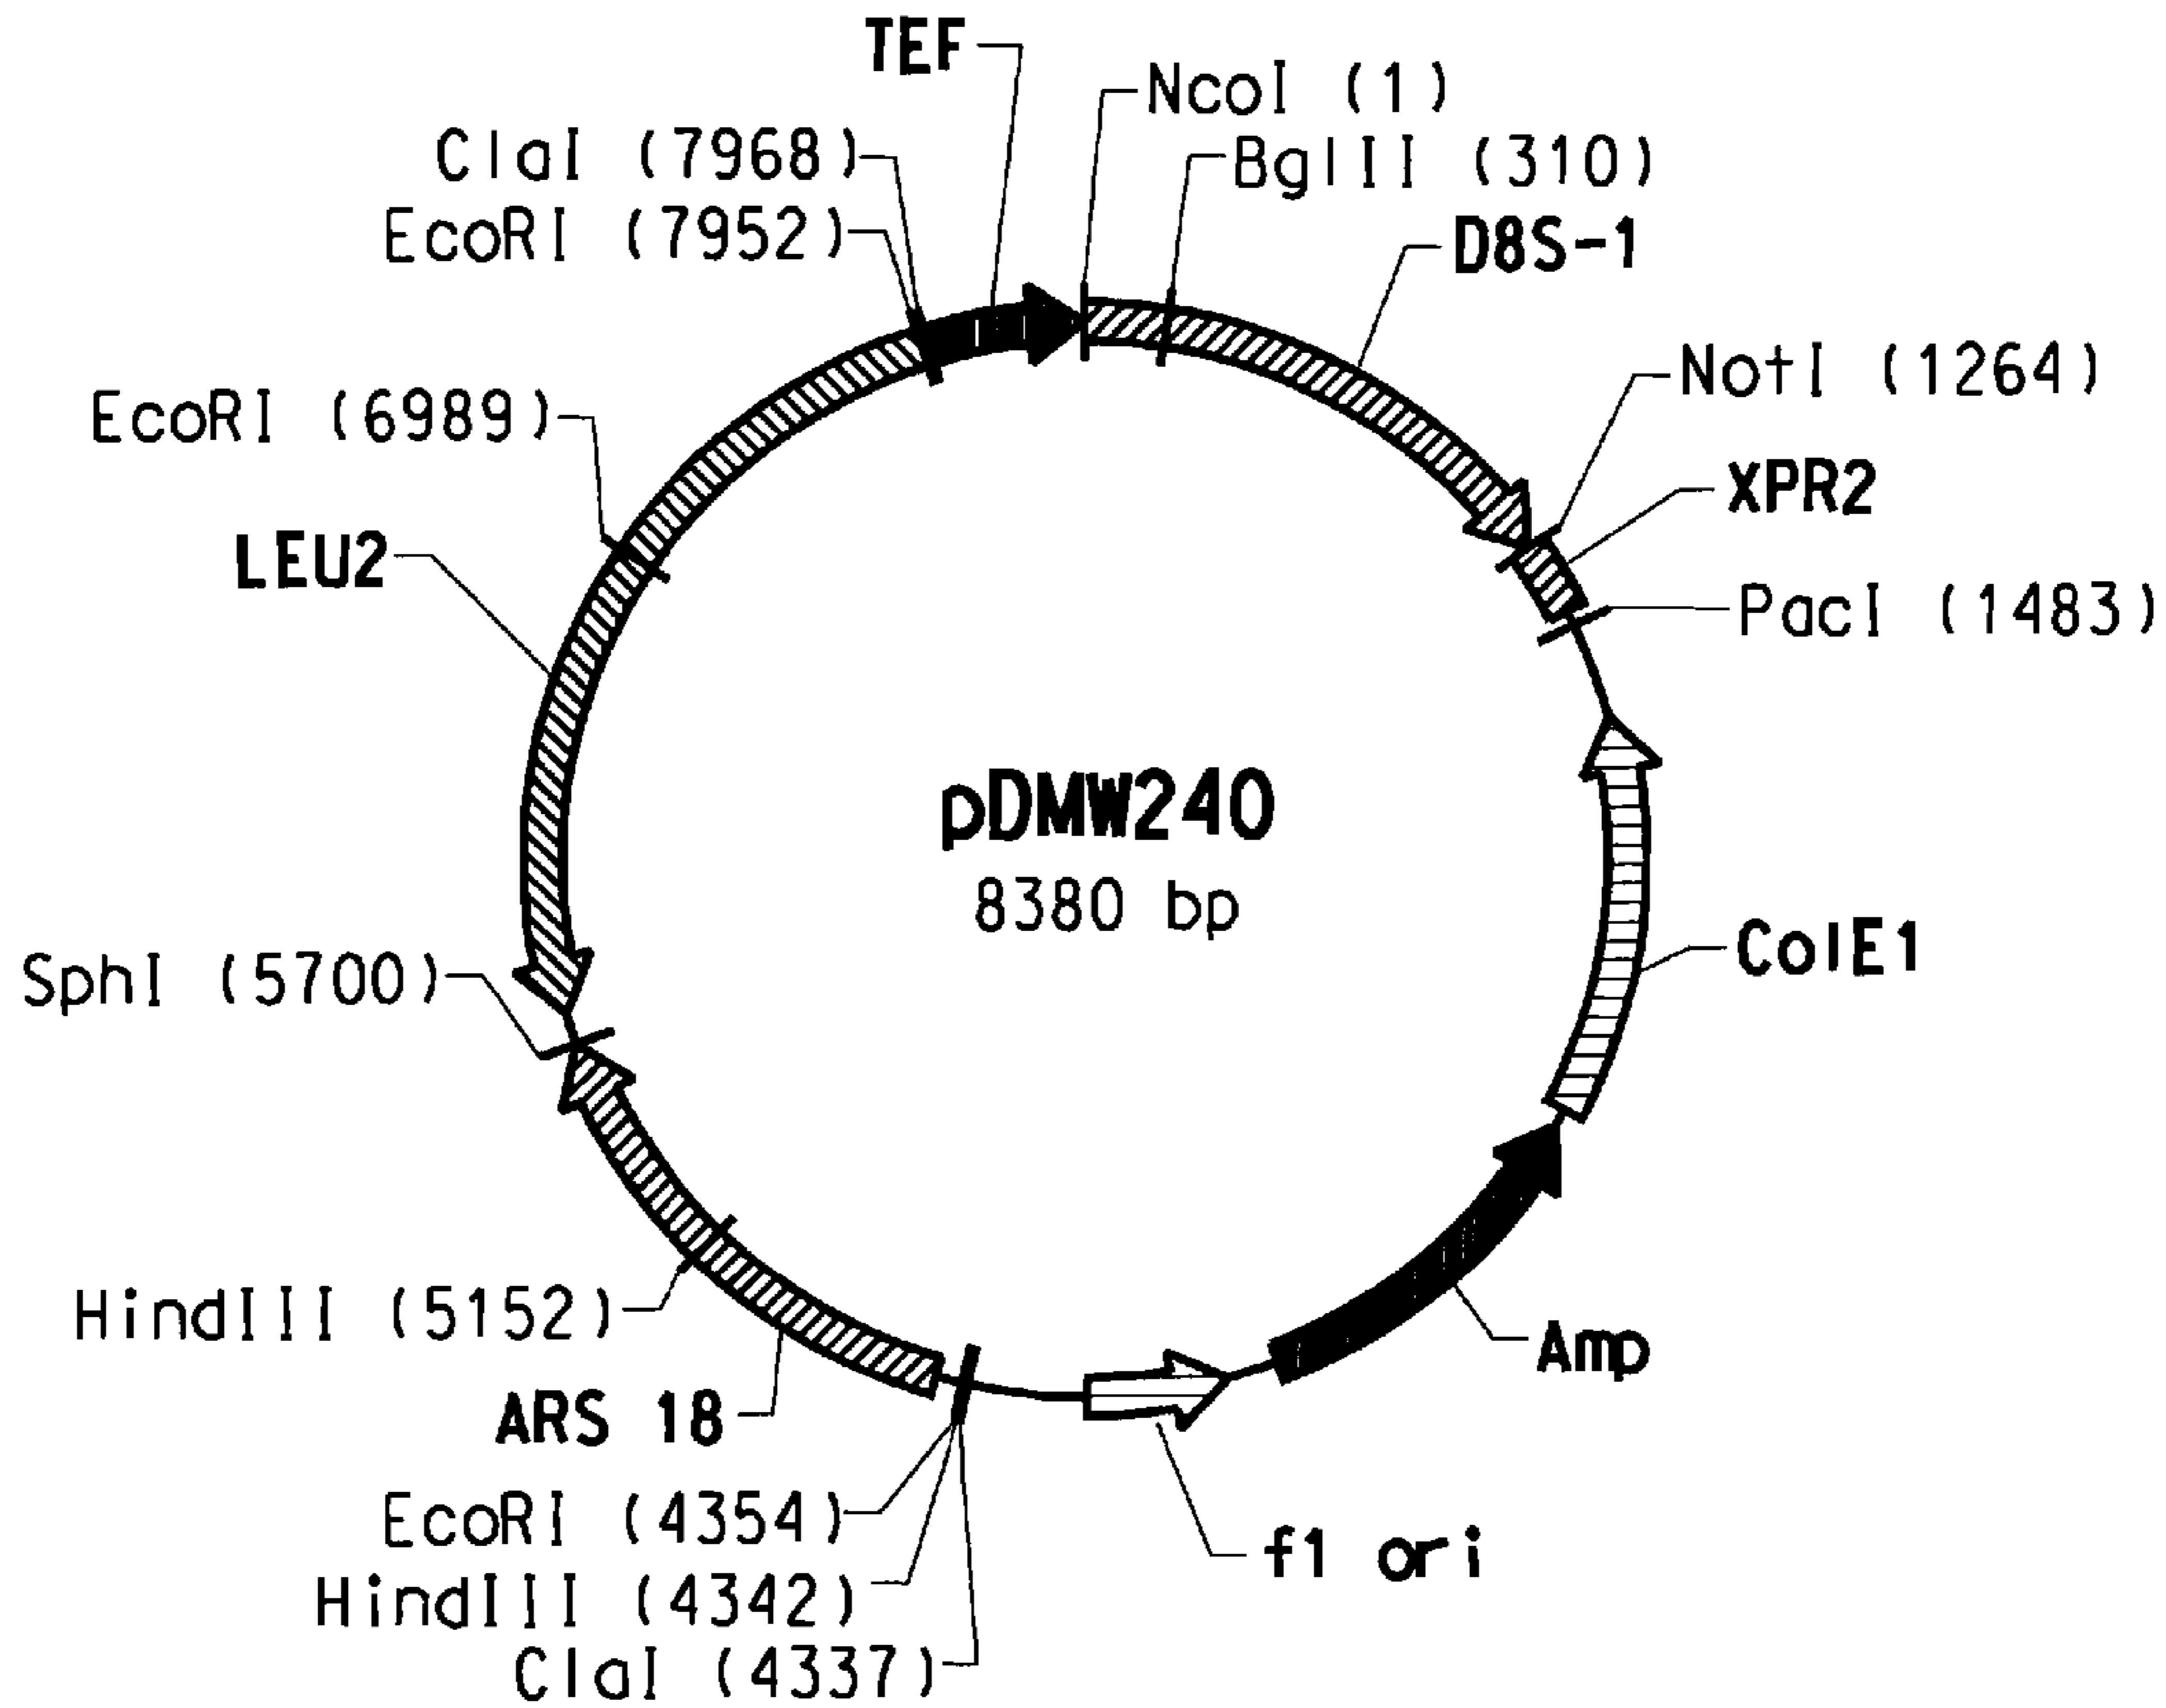 TEF
NcoI (1)
ClaI (7968)
BglII (310)
EcoRI (7952)
D8S-1
NotI (1264)
EcoRI (6989)
XPR2
LEU2
PacI (1483)
pDMW240
8380 bp
ColE1
SphI (5700)
HindIII (5152)
Amp
ARS 18
EcoRI (4354)
f1 ori
HindIII (4342)
ClaI (4337)